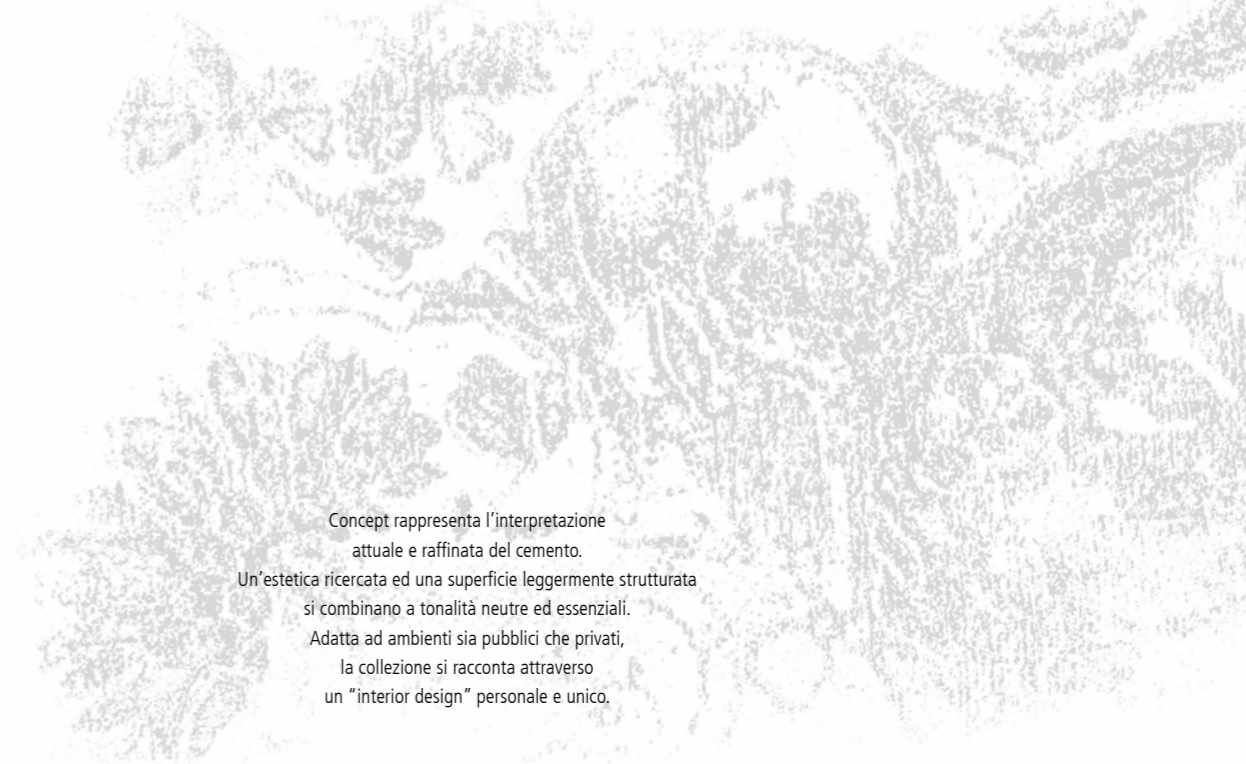 Concept rappresenta l’interpretazione
attuale e raffinata del cemento.
Un’estetica ricercata ed una superficie leggermente strutturata
si combinano a tonalità neutre ed essenziali.
Adatta ad ambienti sia pubblici che privati,
la collezione si racconta attraverso
un “interior design” personale e unico.